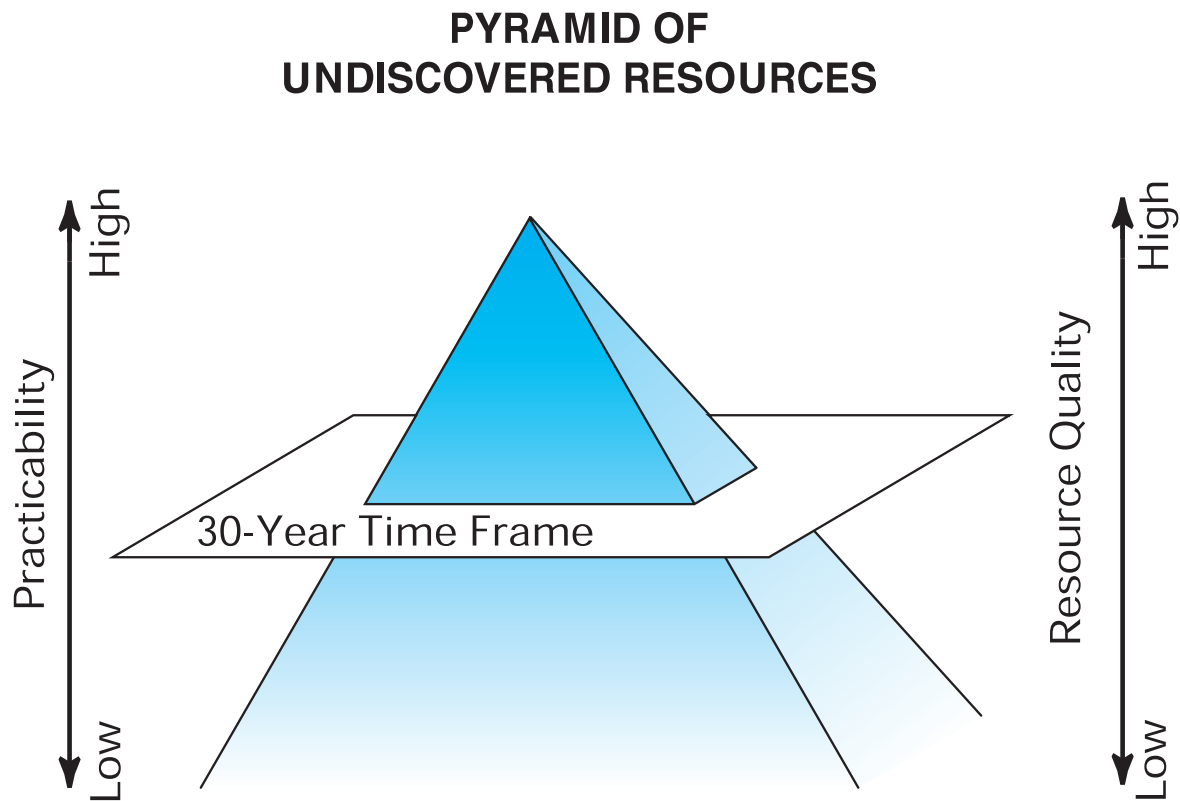 PYRAMID OF
UNDISCOVERED RESOURCES
High
Practicability
Low
30-Year Time Frame
High
Resource Quality
Low